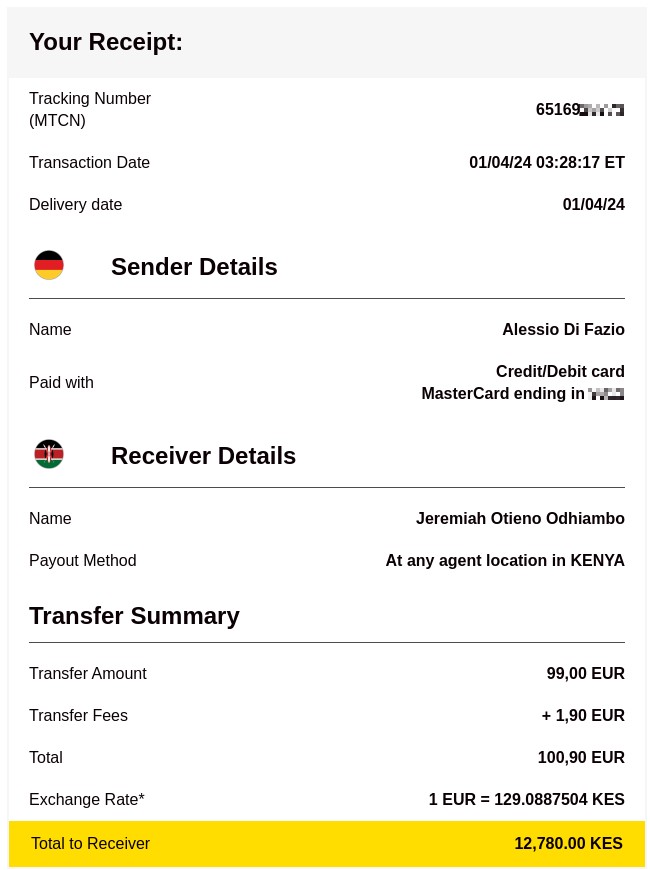 Your Receipt:
Tracking Number
(MTCN)
65169
Transaction Date
01/04/24 03:28:17 ET
Delivery date
01/04/24
Sender Details
Name
Alessio Di Fazio
Paid with
Credit/Debit card
MasterCard ending in
Receiver Details
Name
Jeremiah Otieno Odhiambo
Payout Method
At any agent location in KENYA
Transfer Summary
Transfer Amount
99,00 EUR
Transfer Fees
+ 1,90 EUR
Total
100,90 EUR
Exchange Rate*
1 EUR = 129.0887504 KES
Total to Receiver
12,780.00 KES